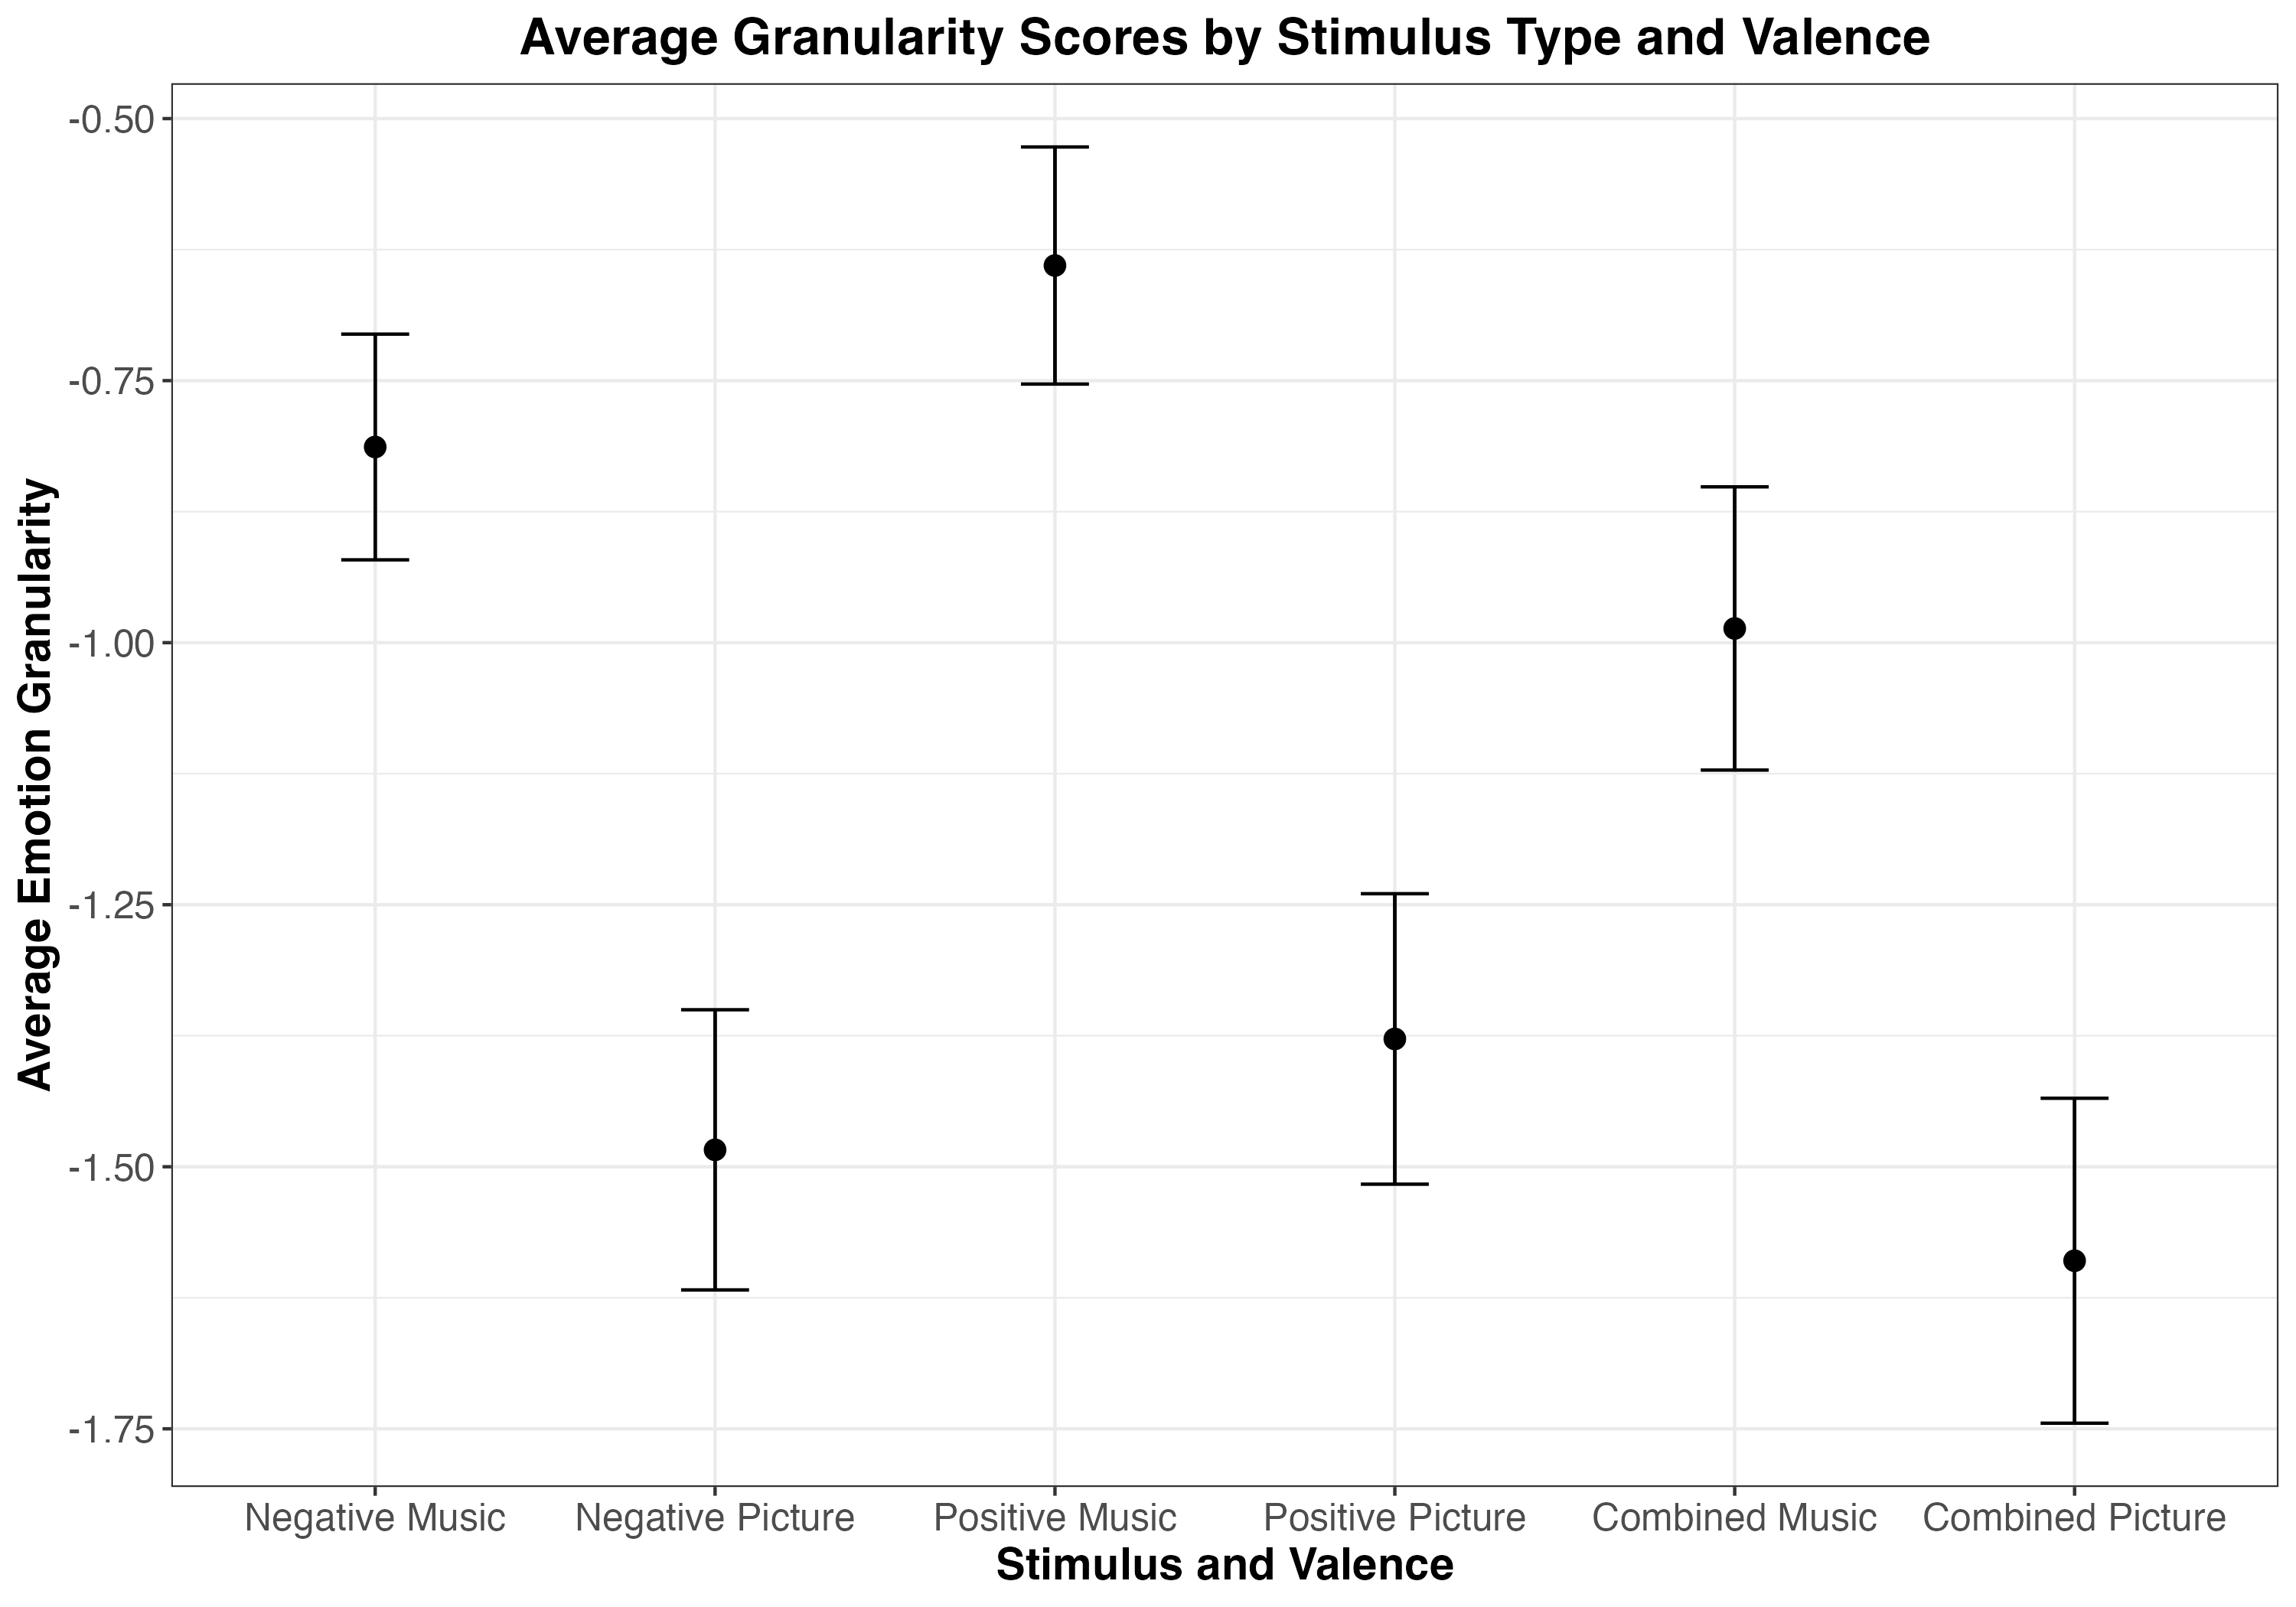 Average Granularity Scores by Stimulus Type and Valence
Average Emotion Granularity
-0.50
-0.75
-1.00
-1.25
-1.50
-1.75
Negative Music Negative Picture Positive Music Positive Picture Combined Music Combined Picture
Stimulus and Valence